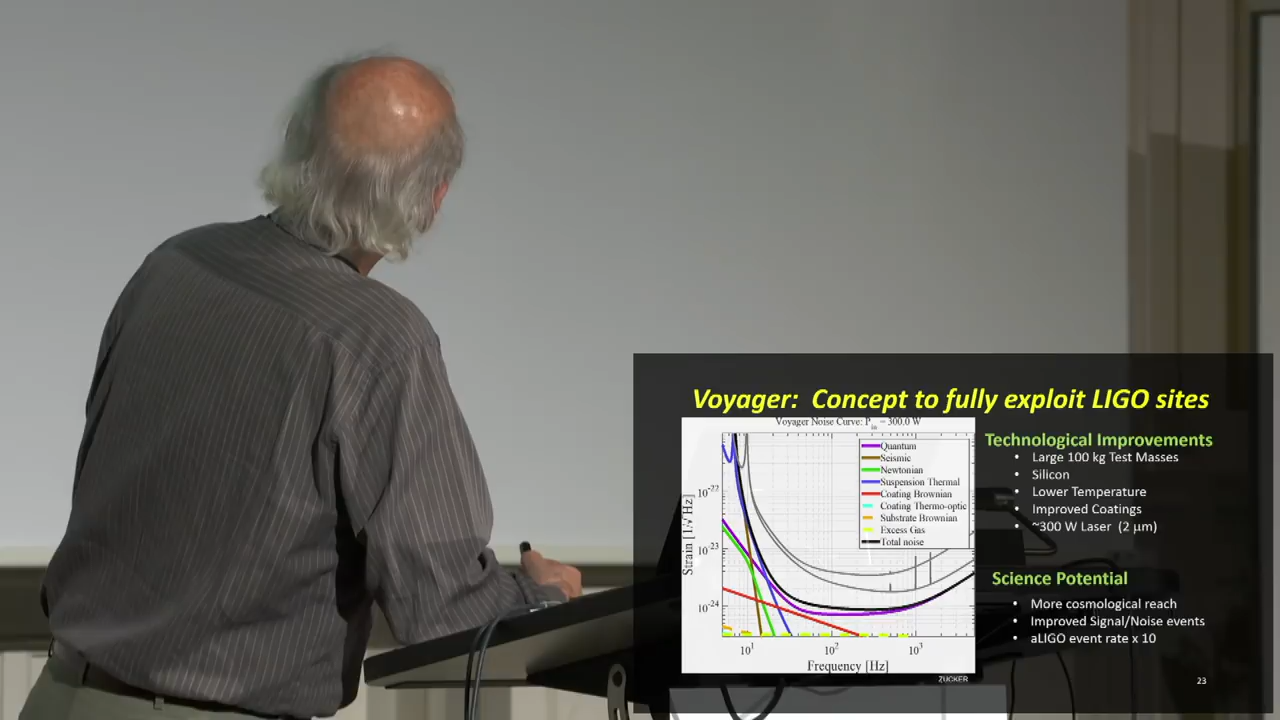 Voyager: Concept to fully exploit LIGO sites
Voyager Noise Curve: Pin = 300.0 W
Quantum
Seismic
Newtonian
Suspension Thermal
Coating Brownian
Coating Thermo-optic
Substrate Brownian
Excess Gas
Total noise
Strain [1/√Hz]
10-22
10-23
10-24
101
102
103
Frequency [Hz]
Technological Improvements
• Large 100 kg Test Masses
• Silicon
• Lower Temperature
• Improved Coatings
• ~300 W Laser (2 µm)
Science Potential
• More cosmological reach
• Improved Signal/Noise events
• aLIGO event rate x 10
ZUCKER
23